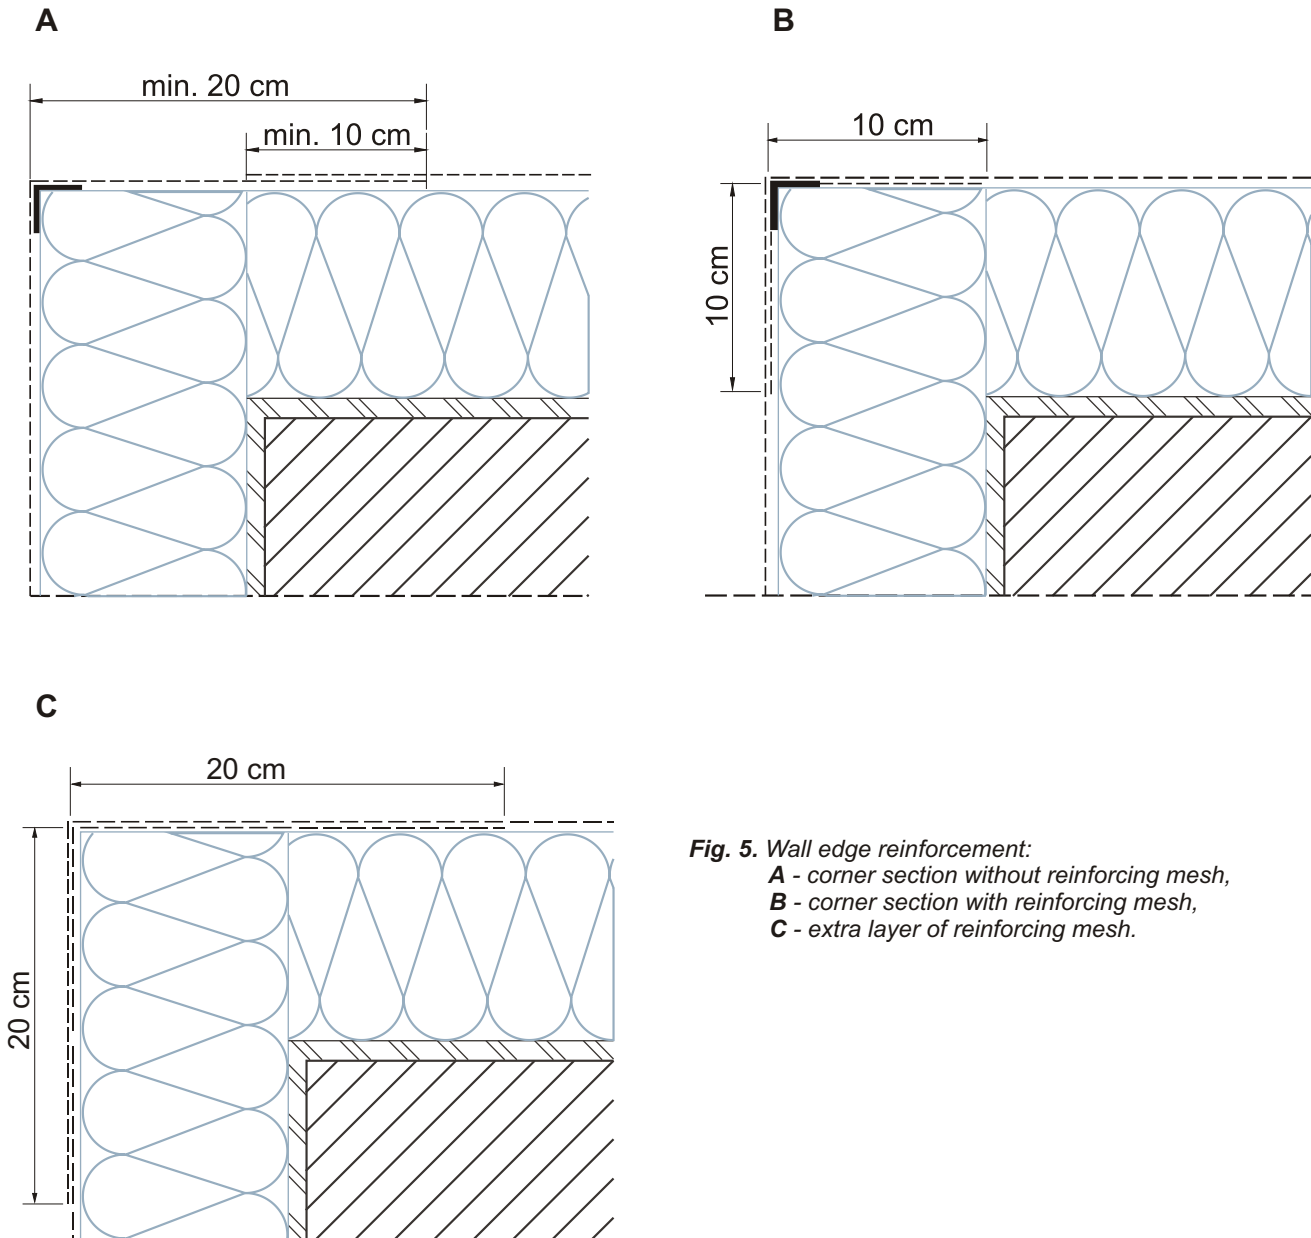 A
min. 20 cm
min. 10 cm
B
10 cm
10 cm
C
20 cm
20 cm
Fig. 5. Wall edge reinforcement:
A - corner section without reinforcing mesh,
B - corner section with reinforcing mesh,
C - extra layer of reinforcing mesh.